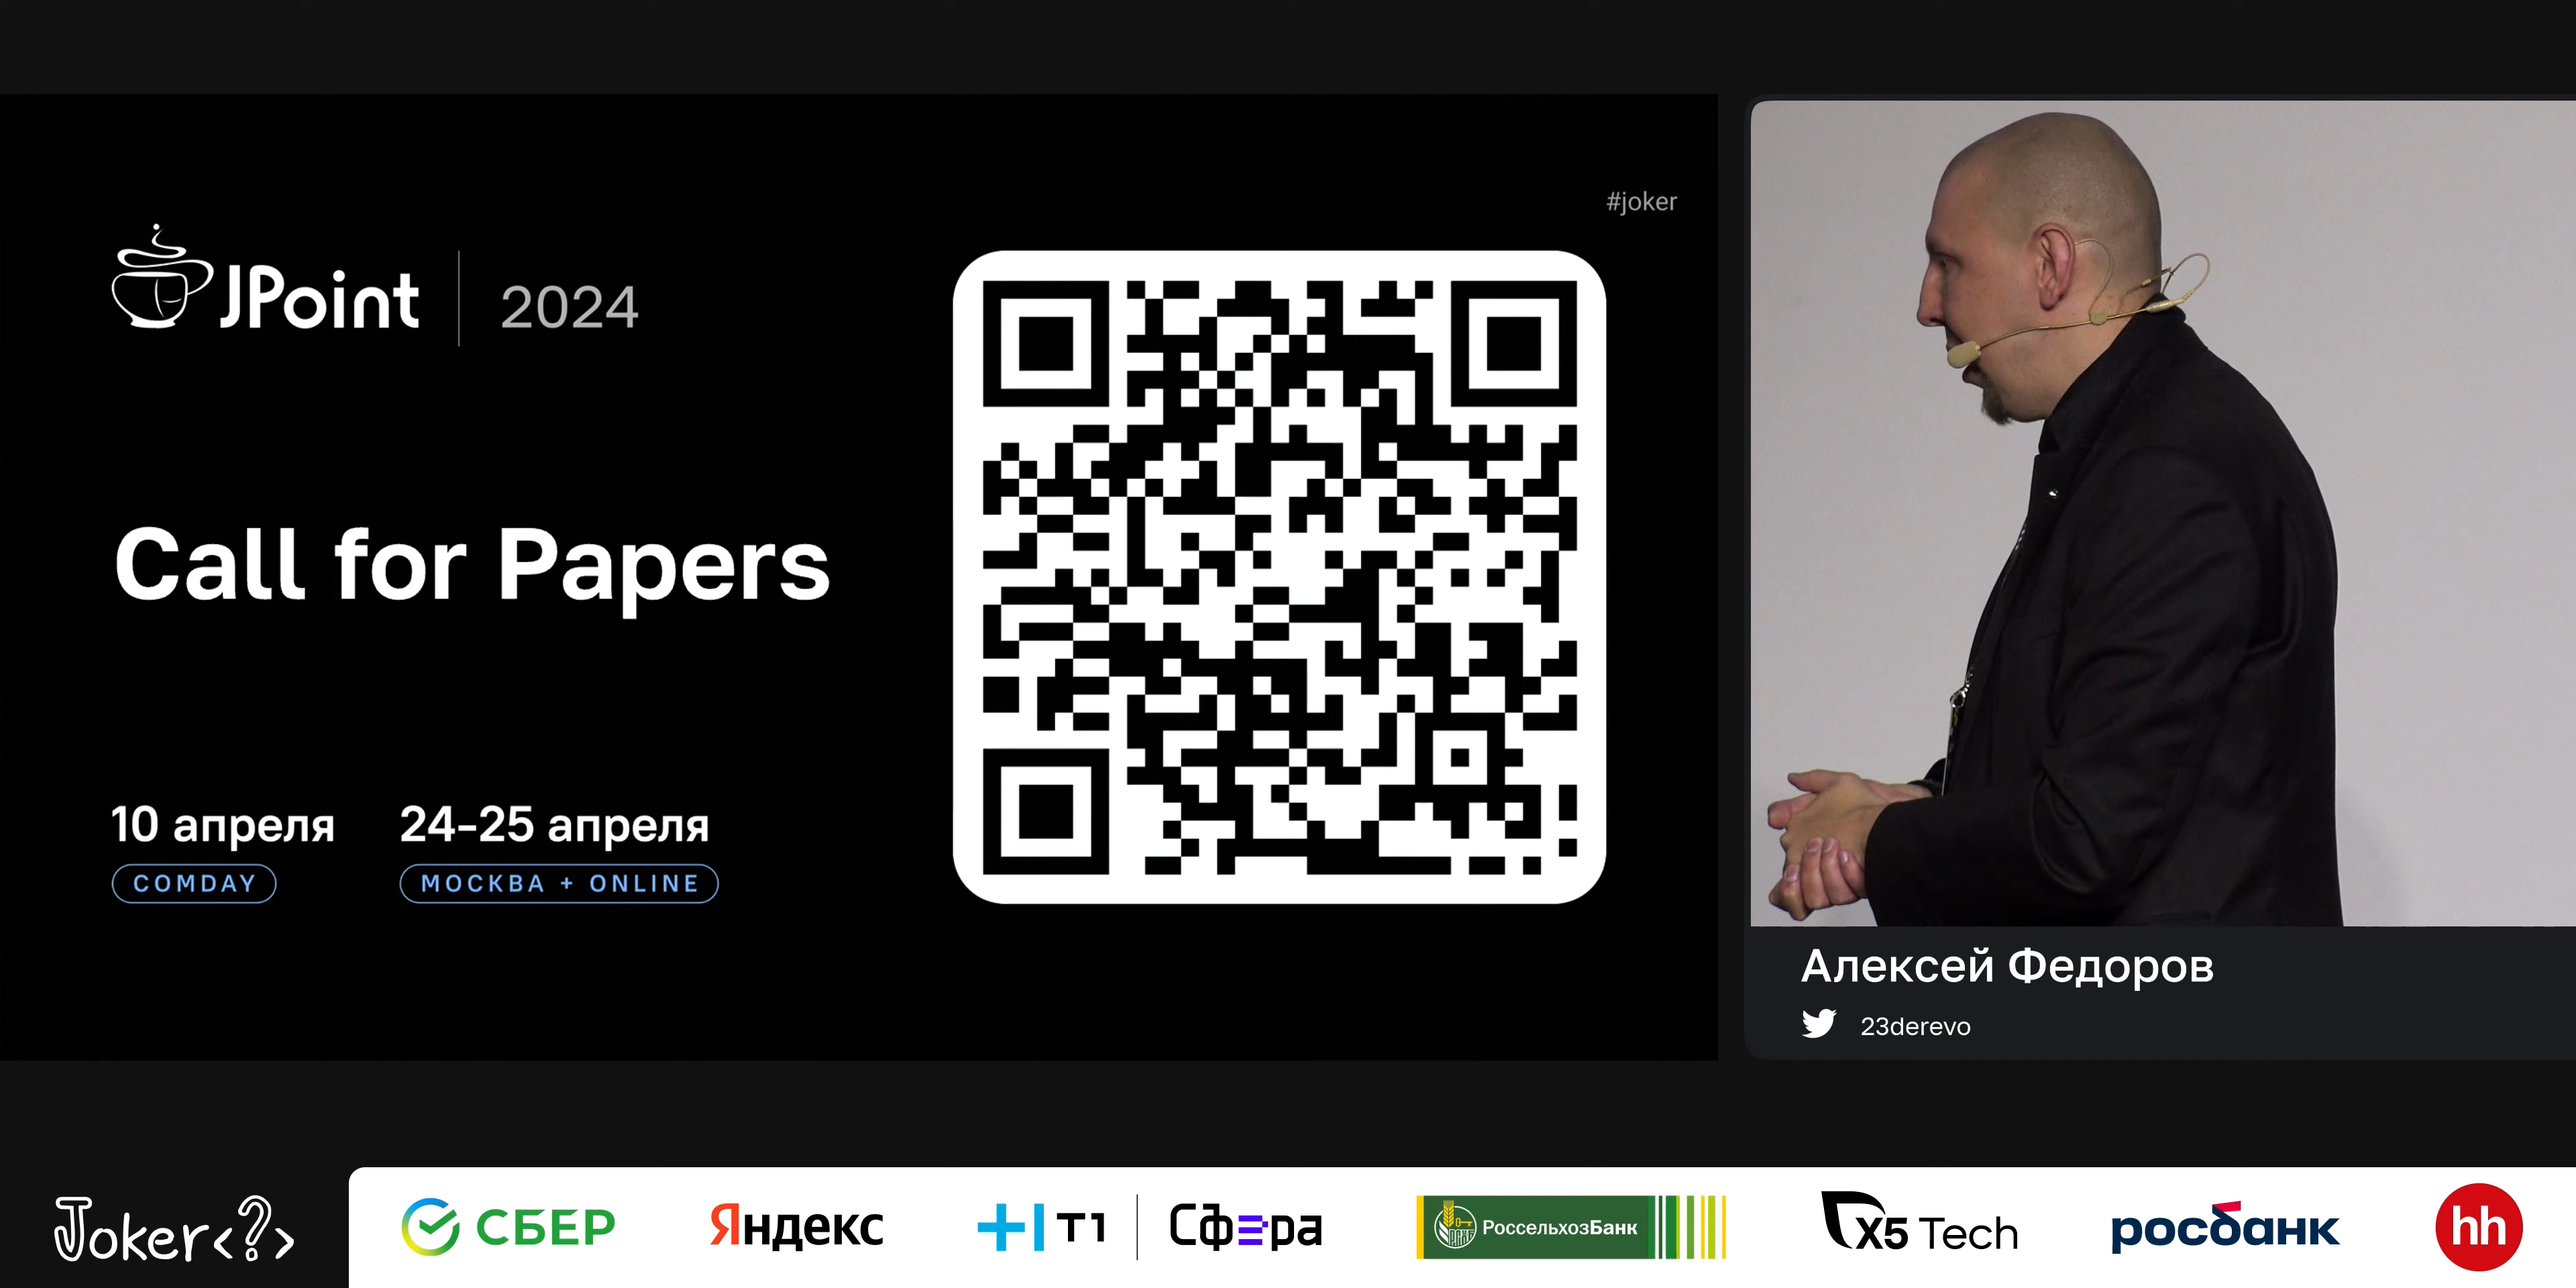 #joker
JPoint 2024
Call for Papers
10 апреля 24-25 апреля
COMDAY МОСКВА + ONLINE
Алексей Федоров
23derevo
Joker<?>
СБЕР Яндекс Т1 Сфера РоссельхозБанк X5 Tech росбанк hh